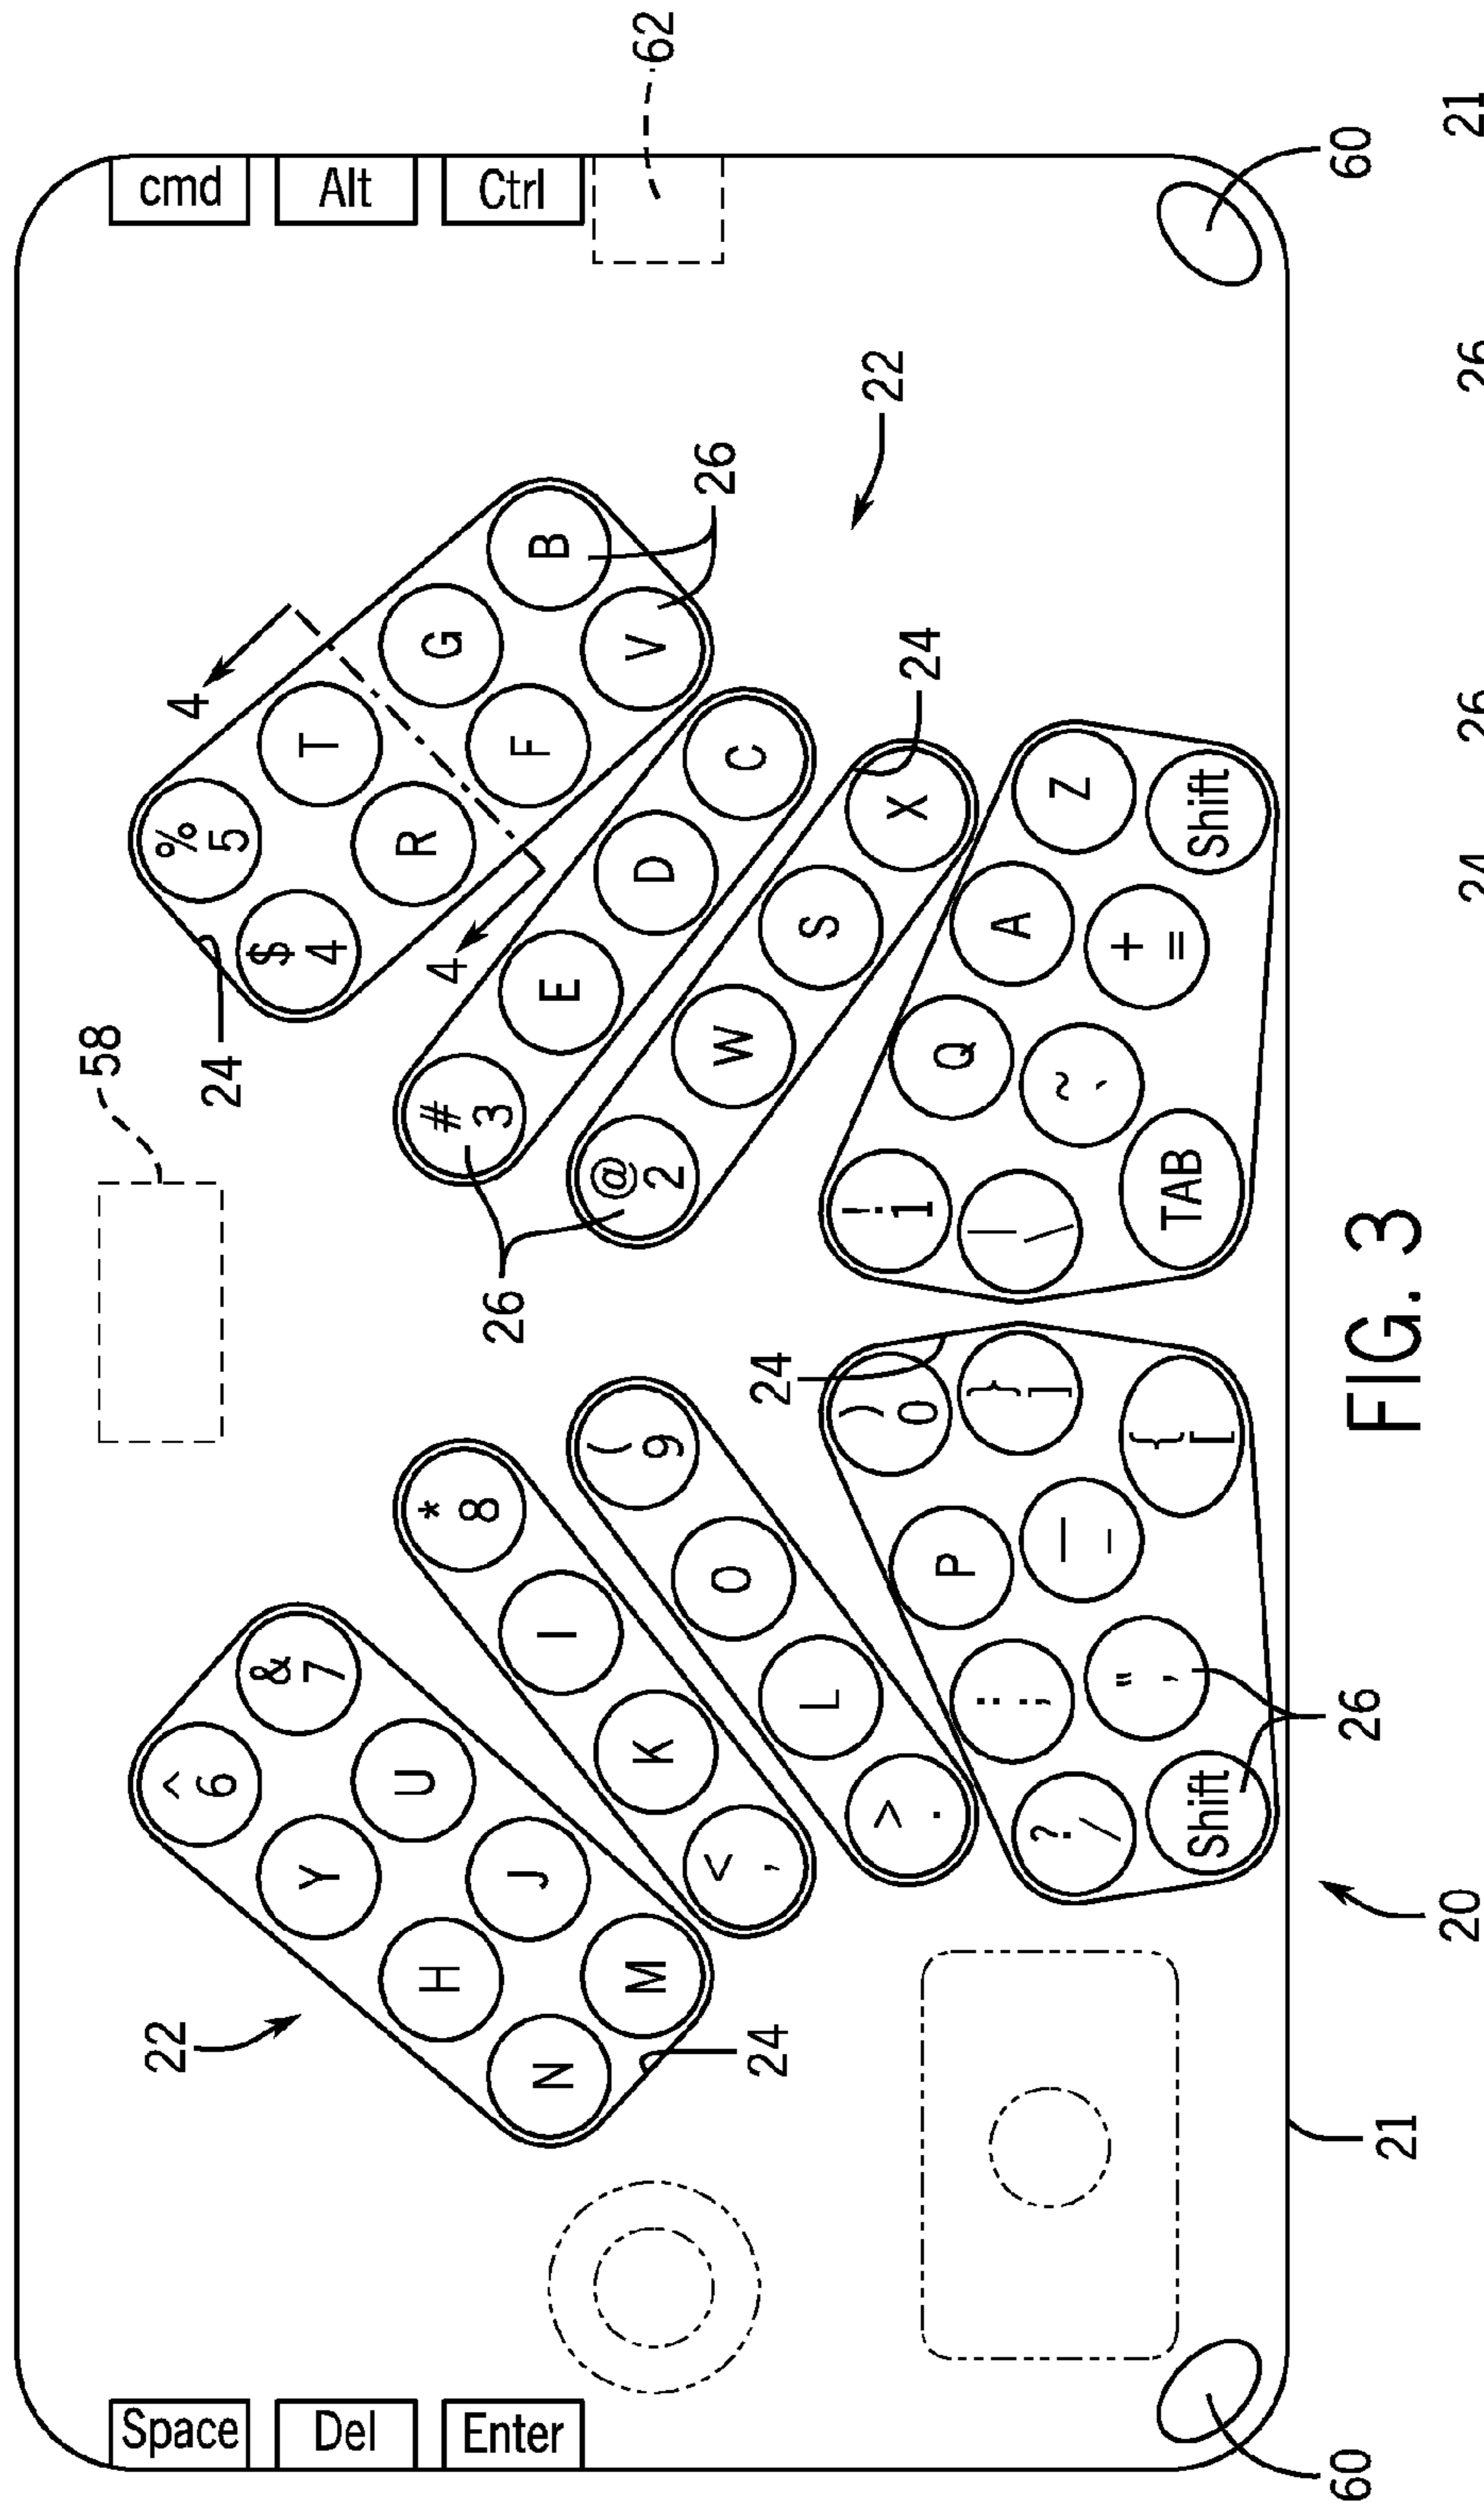 58
22
24
4
Space
^
6
&
7
$
4
%
5
cmd
Y
T
Del
Alt
U
R
*
8
#
3
4
H
G
I
E
Enter
J
F
Ctrl
26
N
B
(
9
@
2
K
D
M
V
62
O
W
26
<
,
C
24
24
L
S
)
0
!
1
>
.
X
22
24
P
Q
:
;
A
}
]
|
\
?
/
Z
—
_
~
`
"
'
+
=
{
[
TAB
Shift
Shift
60
26
60
21
FIG. 3
20
21